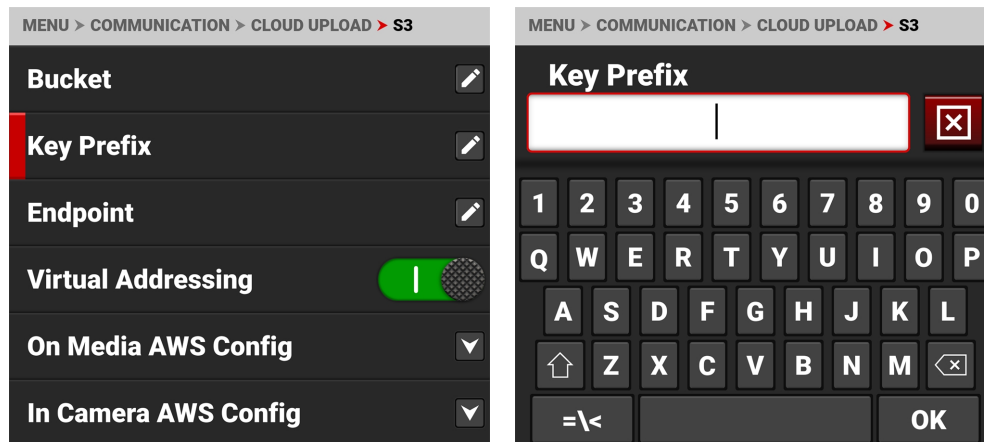 MENU ➤ COMMUNICATION ➤ CLOUD UPLOAD ➤ S3
Bucket
Key Prefix
Endpoint
Virtual Addressing
On Media AWS Config
In Camera AWS Config
MENU ➤ COMMUNICATION ➤ CLOUD UPLOAD ➤ S3
Key Prefix
1 2 3 4 5 6 7 8 9 0
Q W E R T Y U I O P
A S D F G H J K L
Z X C V B N M
=\< OK